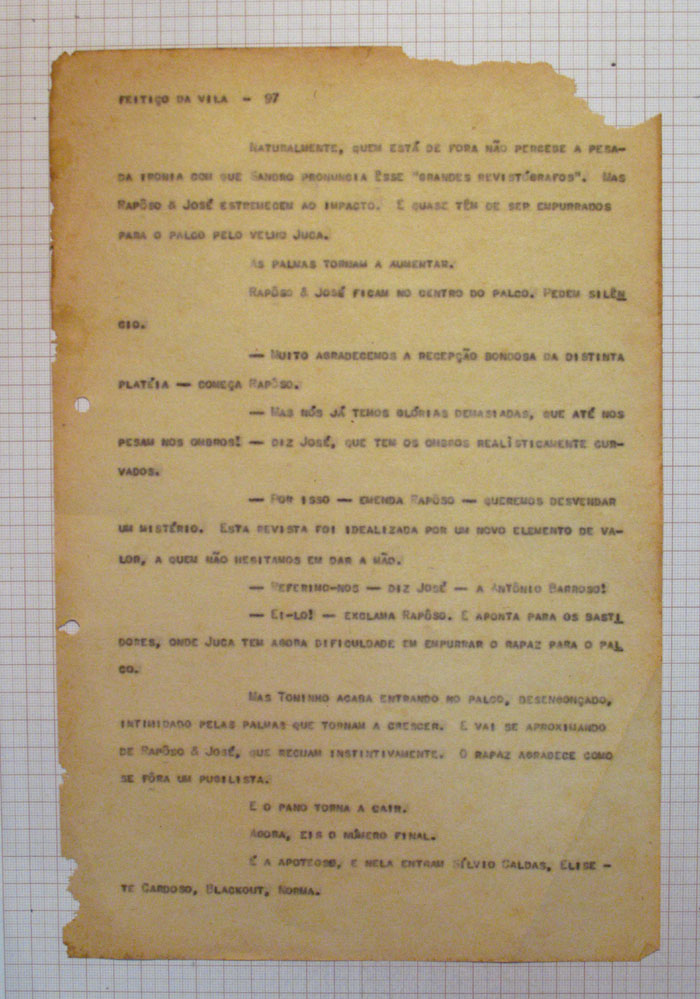 FEITIÇO DA VILA - 97
NATURALMENTE, QUEM ESTÁ DE FORA NÃO PERCEBE A PESA-
DA IRONIA COM QUE SANDRO PRONUNCIA ÊSSE "GRANDES REVISTÓGRAFOS". MAS
RAPÔSO & JOSÉ ESTREMECEM AO IMPACTO. E QUASE TÊM DE SER EMPURRADOS
PARA O PALCO PELO VELHO JUCA.
AS PALMAS TORNAM A AUMENTAR.
RAPÔSO & JOSÉ FICAM NO CENTRO DO PALCO. PEDEM SILÊN
CIO.
— MUITO AGRADECEMOS A RECEPÇÃO BONDOSA DA DISTINTA
PLATÉIA — COMEÇA RAPÔSO.
— MAS NÓS JÁ TEMOS GLÓRIAS DEMASIADAS, QUE ATÉ NOS
PESAM NOS OMBROS! — DIZ JOSÉ, QUE TEM OS OMBROS REALÌSTICAMENTE CUR-
VADOS.
— POR ISSO — EMENDA RAPÔSO — QUEREMOS DESVENDAR
UM MISTÉRIO. ESTA REVISTA FOI IDEALIZADA POR UM NOVO ELEMENTO DE VA-
LOR, A QUEM NÃO HESITAMOS EM DAR A MÃO.
— REFERIMO-NOS — DIZ JOSÉ — A ANTÔNIO BARROSO!
— EI-LO! — EXCLAMA RAPÔSO. E APONTA PARA OS BASTI
DORES, ONDE JUCA TEM AGORA DIFICULDADE EM EMPURRAR O RAPAZ PARA O PAL
CO.
MAS TONINHO ACABA ENTRANDO NO PALCO, DESENGONÇADO,
INTIMIDADO PELAS PALMAS QUE TORNAM A CRESCER. E VAI SE APROXIMANDO
DE RAPÔSO & JOSÉ, QUE RECUAM INSTINTIVAMENTE. O RAPAZ AGRADECE COMO
SE FÔRA UM PUGILISTA.
E O PANO TORNA A CAIR.
AGORA, EIS O NÚMERO FINAL.
É A APOTEOSO, E NELA ENTRAM SÍLVIO CALDAS, ELISE -
TE CARDOSO, BLACKOUT, NORMA.